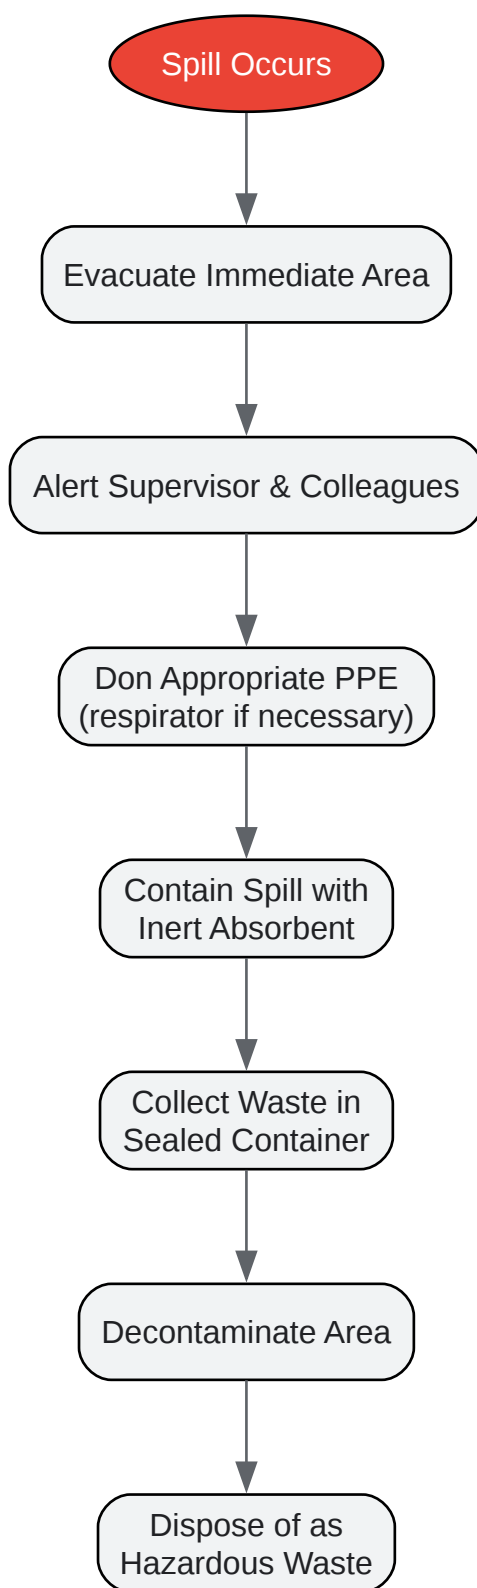 Spill Occurs
Evacuate Immediate Area
Alert Supervisor & Colleagues
Don Appropriate PPE
(respirator if necessary)
Contain Spill with
Inert Absorbent
Collect Waste in
Sealed Container
Decontaminate Area
Dispose of as
Hazardous Waste